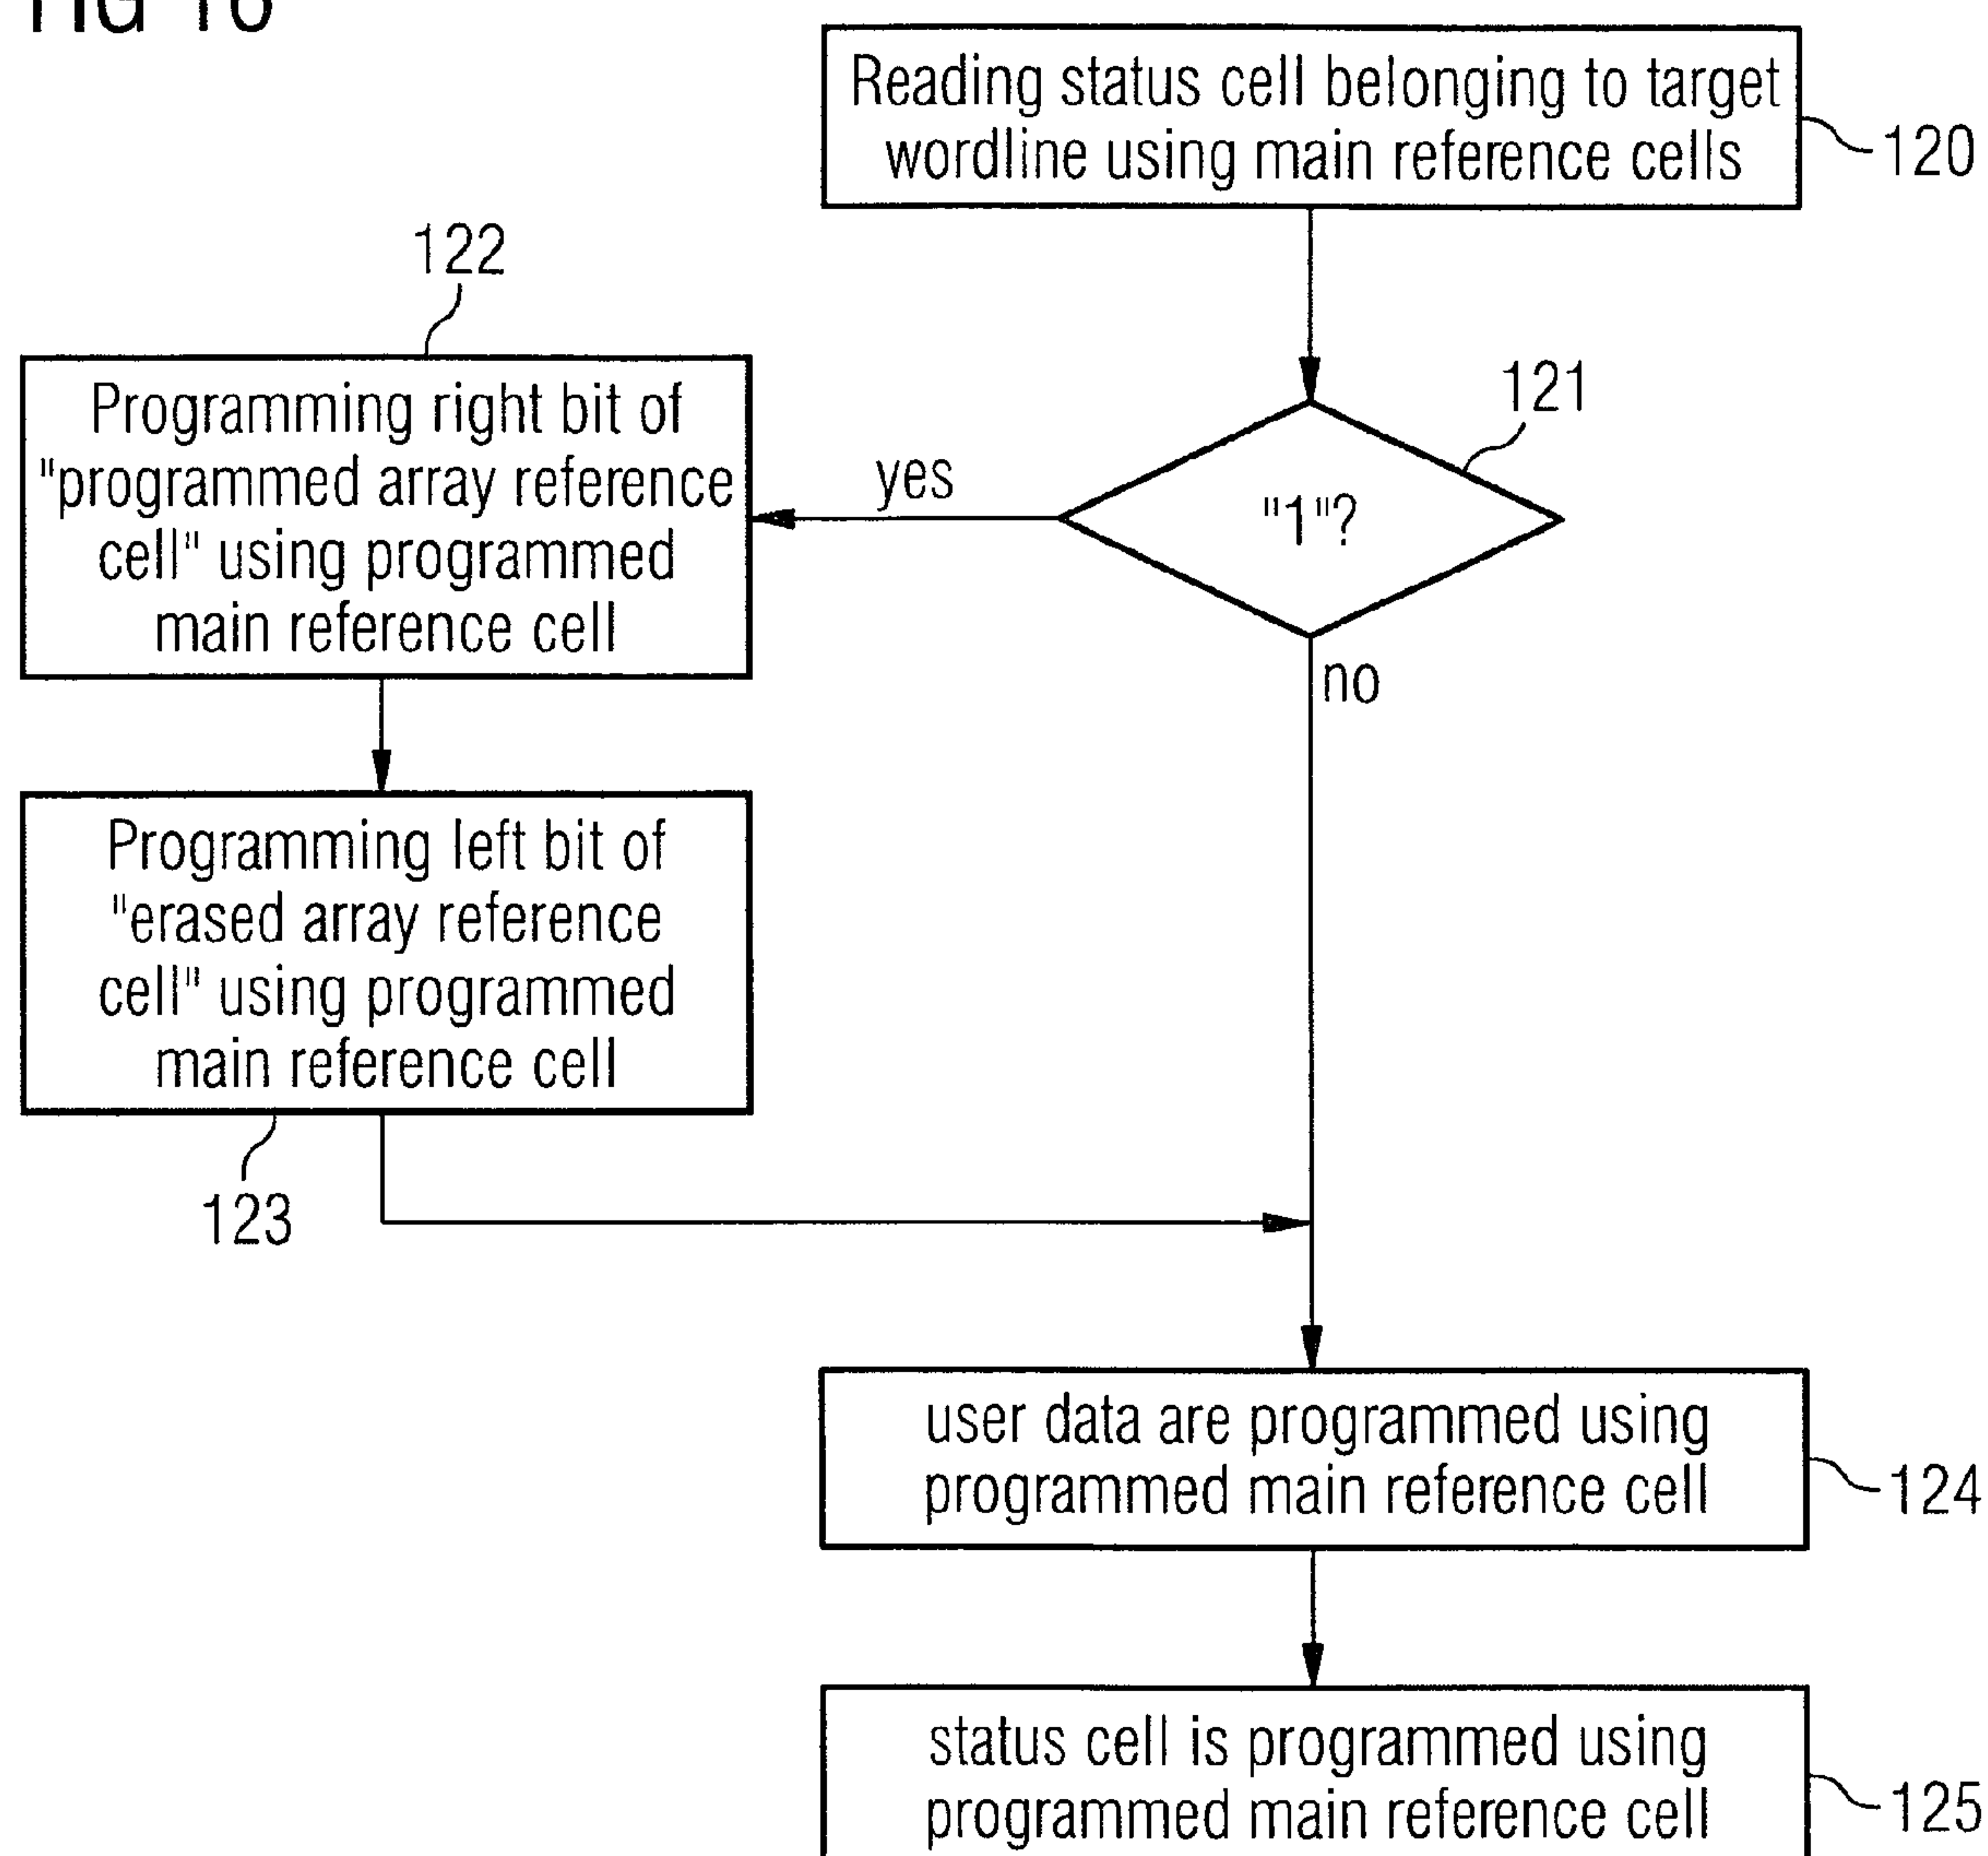 Reading status cell belonging to target
wordline using main reference cells
120
122
121
Programming right bit of
"programmed array reference
cell" using programmed
main reference cell
yes
"1"?
no
Programming left bit of
"erased array reference
cell" using programmed
main reference cell
123
user data are programmed using
programmed main reference cell
124
status cell is programmed using
programmed main reference cell
125